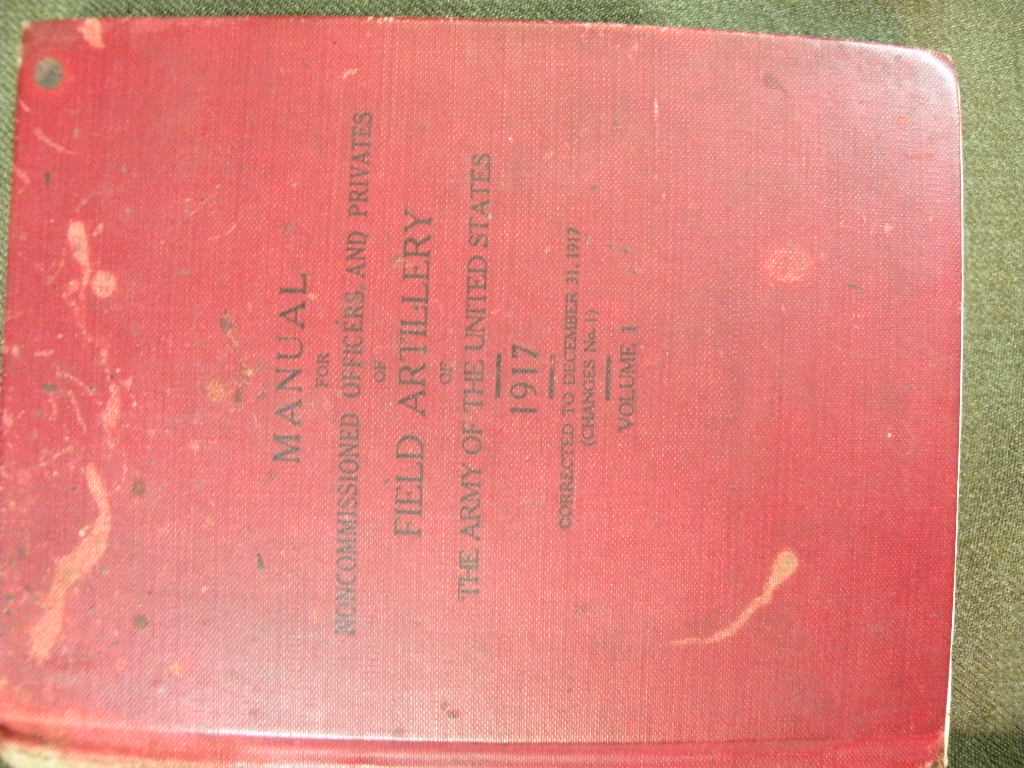 MANUAL
FOR
NONCOMMISSIONED OFFICERS, AND PRIVATES
OF
FIELD ARTILLERY
OF
THE ARMY OF THE UNITED STATES
1917
CORRECTED TO DECEMBER 31, 1917
(CHANGES No. 1)
VOLUME 1